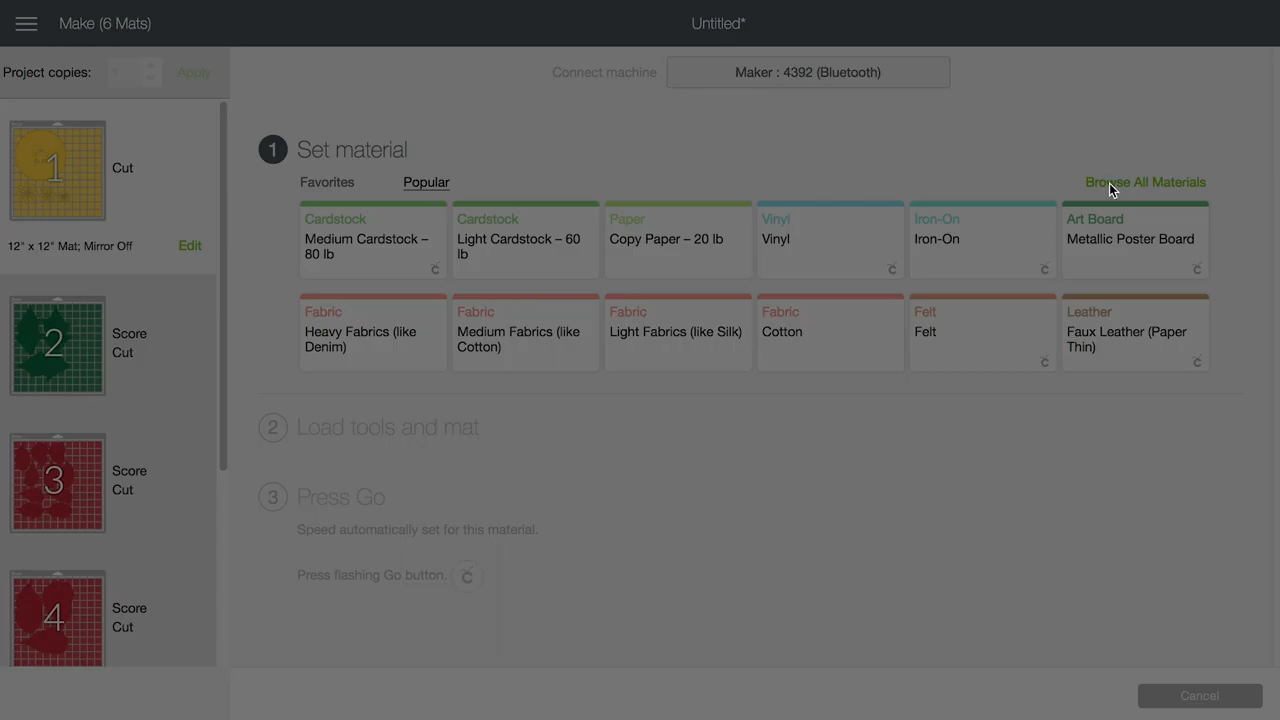 Make (6 Mats)
Untitled*
Project copies:
1
Apply
Connect machine
Maker : 4392 (Bluetooth)
1
Cut
12" x 12" Mat; Mirror Off
Edit
2
Score
Cut
3
Score
Cut
4
Score
Cut
1
Set material
Favorites
Popular
Browse All Materials
Cardstock
Medium Cardstock –
80 lb
Cardstock
Light Cardstock – 60
lb
Paper
Copy Paper – 20 lb
Vinyl
Vinyl
Iron-On
Iron-On
Art Board
Metallic Poster Board
Fabric
Heavy Fabrics (like
Denim)
Fabric
Medium Fabrics (like
Cotton)
Fabric
Light Fabrics (like Silk)
Fabric
Cotton
Felt
Felt
Leather
Faux Leather (Paper
Thin)
2
Load tools and mat
3
Press Go
Speed automatically set for this material.
Press flashing Go button.
Cancel